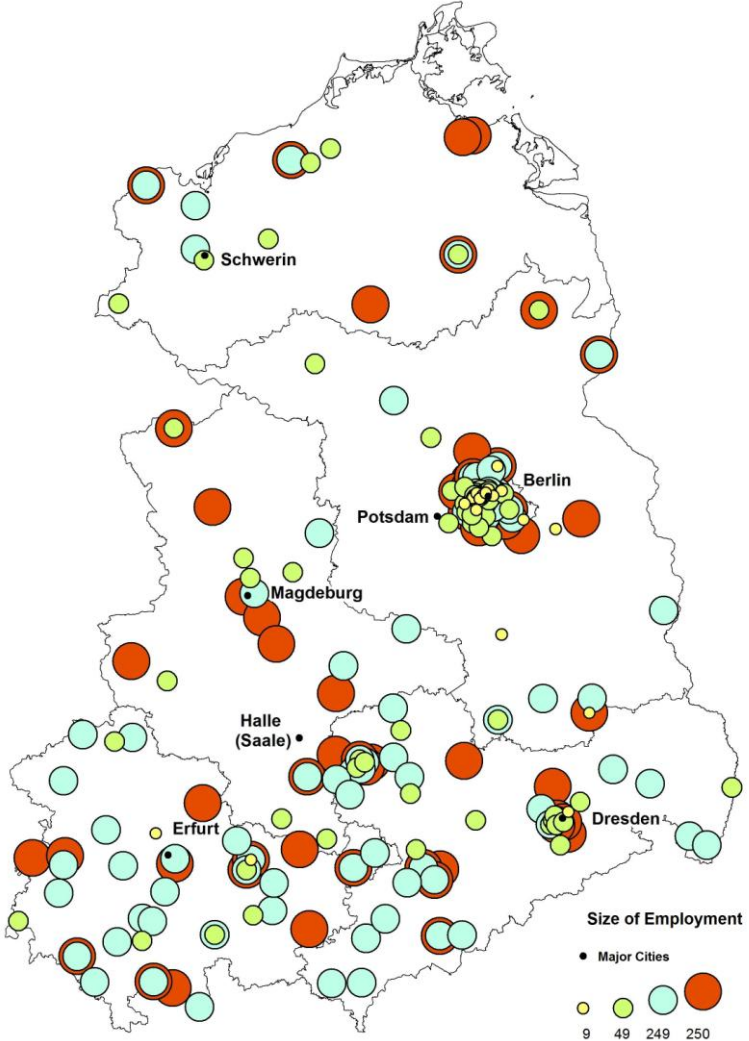 Schwerin
Berlin
Potsdam
Magdeburg
Halle
(Saale)
Erfurt
Dresden
Size of Employment
Major Cities
9 49 249 250